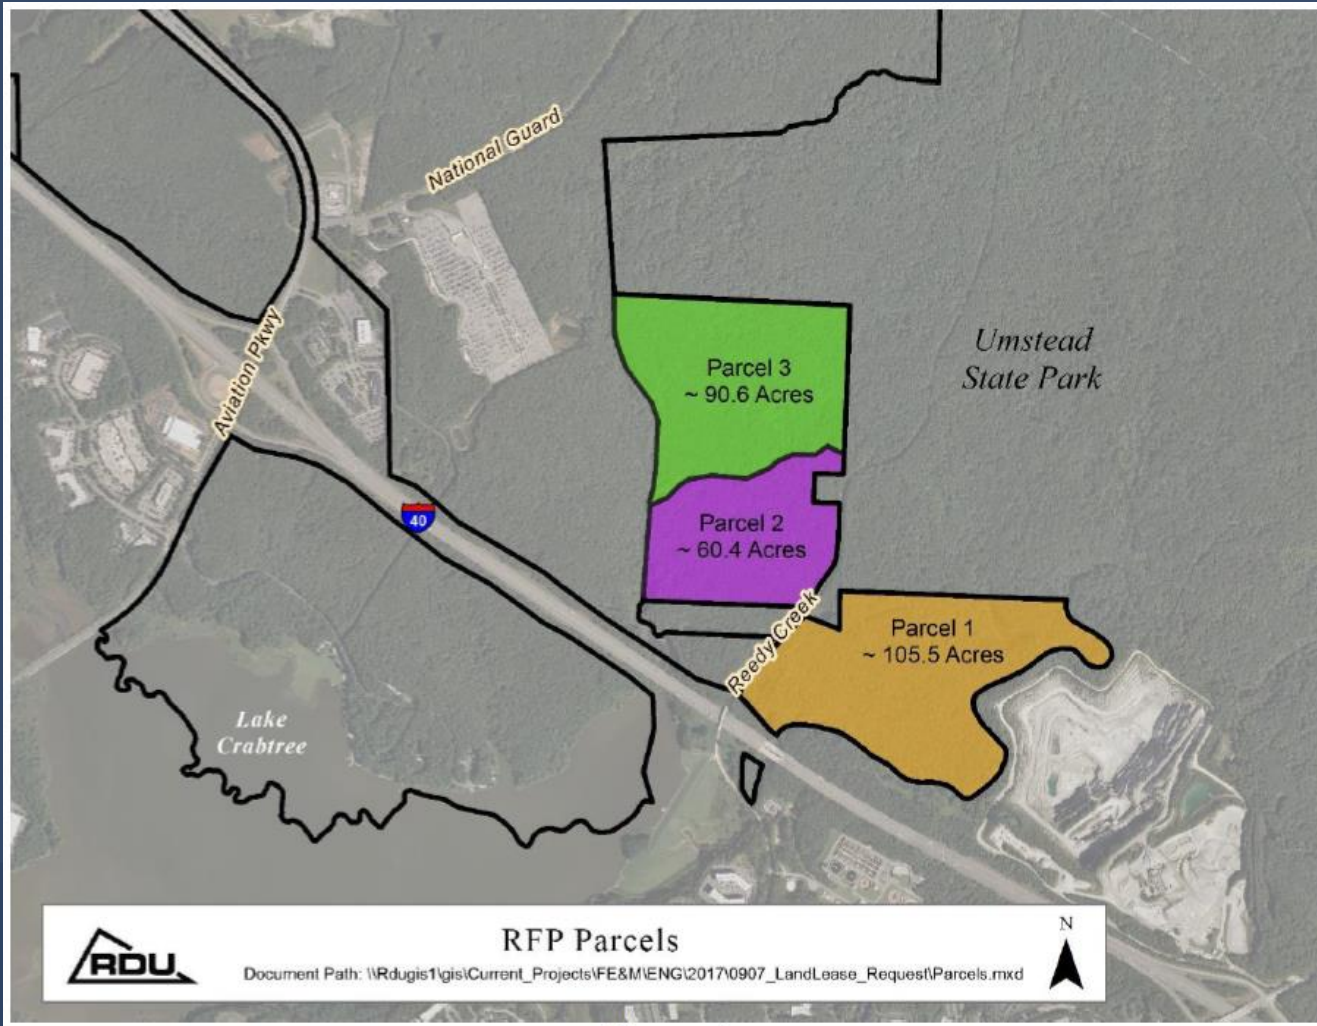 National Guard
Umstead
State Park
Aviation Pkwy
Parcel 3
~ 90.6 Acres
40
Parcel 2
~ 60.4 Acres
Reedy Creek
Parcel 1
~ 105.5 Acres
Lake
Crabtree
RDU
RFP Parcels
Document Path: \\Rdugis1\gis\Current_Projects\FE&M\ENG\2017\0907_LandLease_Request\Parcels.mxd
N